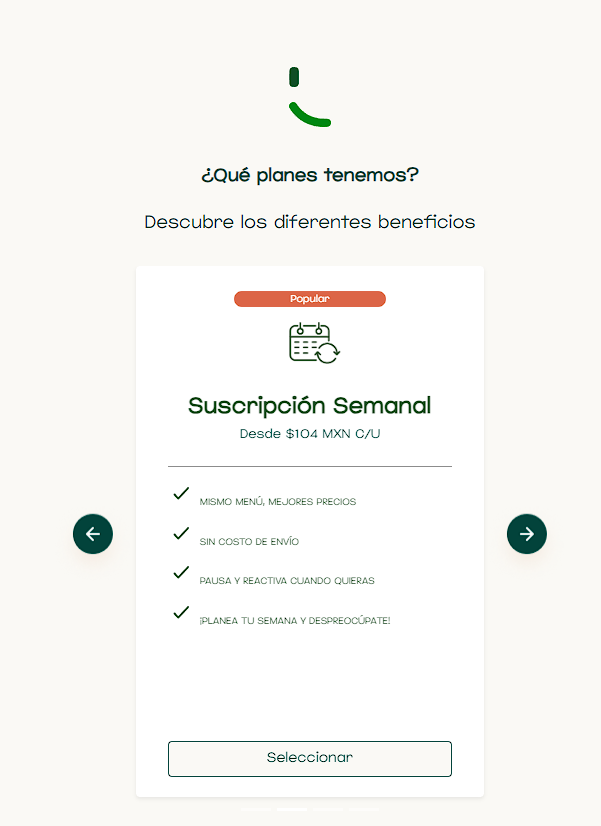 ¿Qué planes tenemos?
Descubre los diferentes beneficios
Popular
Suscripción Semanal
Desde $104 MXN C/U
MISMO MENÚ, MEJORES PRECIOS
SIN COSTO DE ENVÍO
PAUSA Y REACTIVA CUANDO QUIERAS
¡PLANEA TU SEMANA Y DESPREOCÚPATE!
Seleccionar